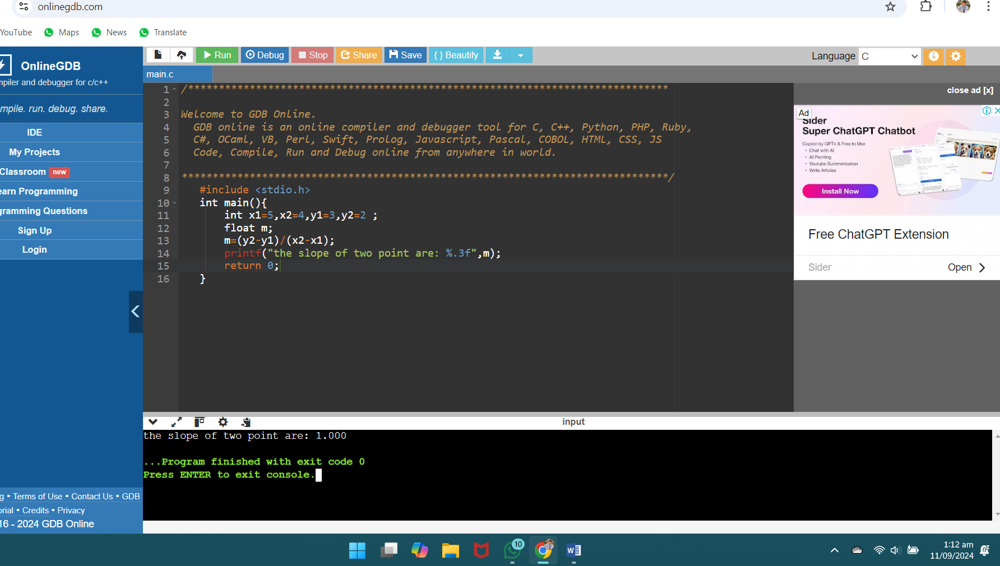 onlinegdb.com
YouTube Maps News Translate
OnlineGDB
mpiler and debugger for c/c++
mpile. run. debug. share.
IDE
My Projects
Classroom new
earn Programming
gramming Questions
Sign Up
Login
g • Terms of Use • Contact Us • GDB
orial • Credits • Privacy
16 - 2024 GDB Online
Run Debug Stop Share Save { } Beautify
Language C
main.c
1 /******************************************************************************
2
3 Welcome to GDB Online.
4 GDB online is an online compiler and debugger tool for C, C++, Python, PHP, Ruby,
5 C#, OCaml, VB, Perl, Swift, Prolog, Javascript, Pascal, COBOL, HTML, CSS, JS
6 Code, Compile, Run and Debug online from anywhere in world.
7
8 *******************************************************************************/
9 #include <stdio.h>
10 int main(){
11 int x1=5,x2=4,y1=3,y2=2 ;
12 float m;
13 m=(y2-y1)/(x2-x1);
14 printf("the slope of two point are: %.3f",m);
15 return 0;
16 }
close ad [x]
Ad
Sider
Super ChatGPT Chatbot
Copilot by GPT4 & Free to Use
• Chat with AI
• AI Painting
• Youtube Summerization
• Write Articles
Install Now
Free ChatGPT Extension
Sider Open
input
the slope of two point are: 1.000
...Program finished with exit code 0
Press ENTER to exit console.
10
1:12 am
11/09/2024